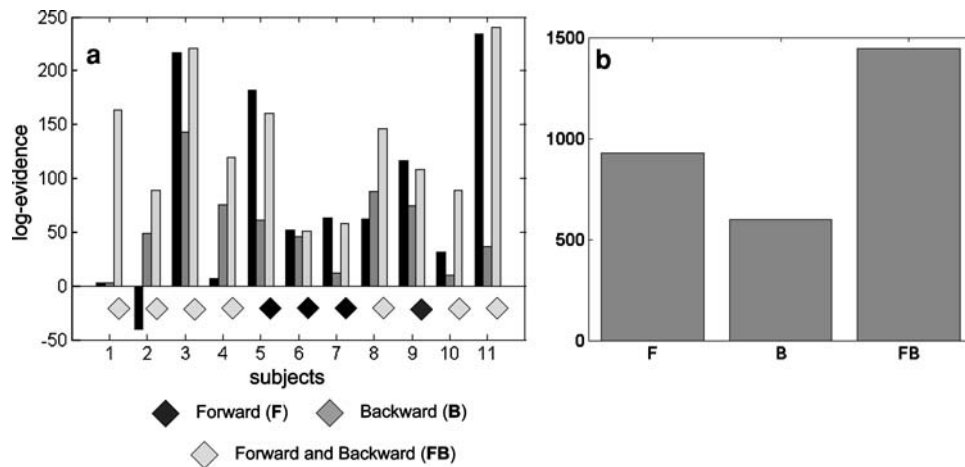 a
250
200
150
100
50
0
-50
log-evidence
1 2 3 4 5 6 7 8 9 10 11
subjects
Forward (F)
Backward (B)
Forward and Backward (FB)
b
1500
1000
500
0
F B FB